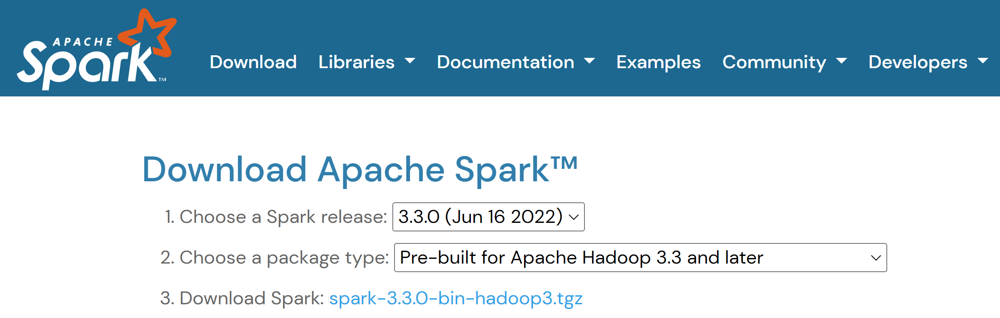 APACHE
Spark™
Download Libraries Documentation Examples Community Developers
Download Apache Spark™
1. Choose a Spark release: 3.3.0 (Jun 16 2022)
2. Choose a package type: Pre-built for Apache Hadoop 3.3 and later
3. Download Spark: spark-3.3.0-bin-hadoop3.tgz